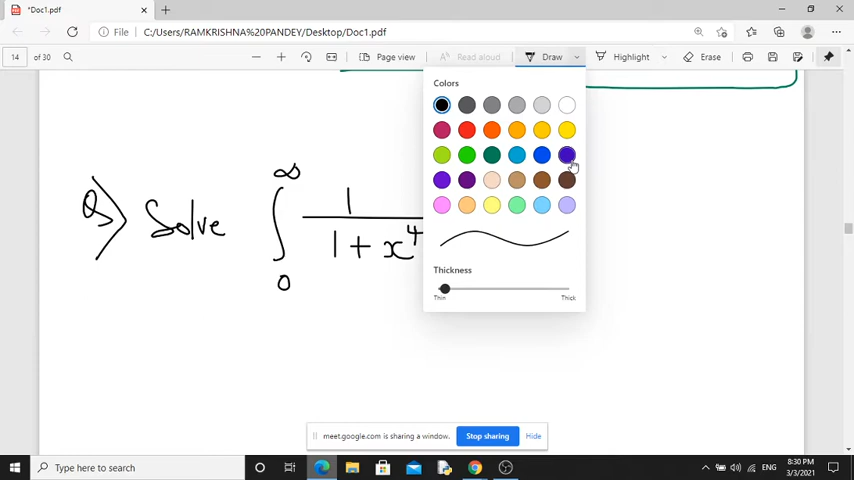 *Doc1.pdf
File C:/Users/RAMKRISHNA%20PANDEY/Desktop/Doc1.pdf
14 of 30 Page view Read aloud Draw Highlight Erase
Colors
Q) Solve ∫ 0 ∞ 1 / 1 + x⁴
Thickness
Thin Thick
meet.google.com is sharing a window. Stop sharing Hide
Type here to search ENG 8:30 PM
3/3/2021